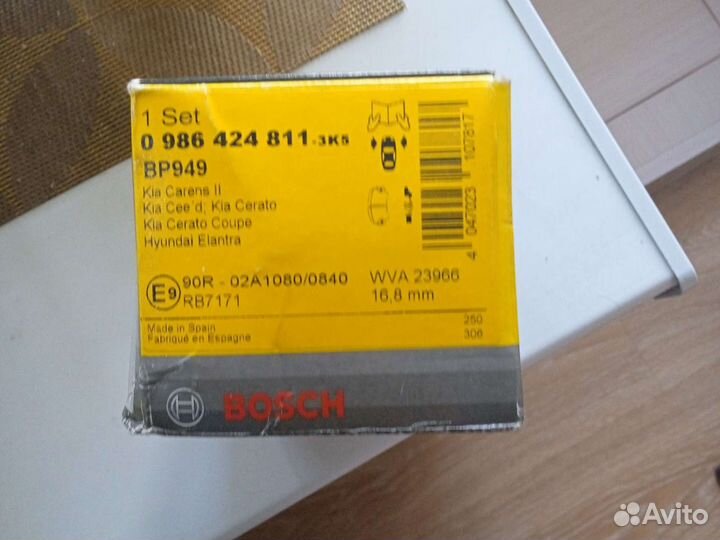 1 Set
0 986 424 811-3K5
BP949
Kia Carens II
Kia Cee'd; Kia Cerato
Kia Cerato Coupe
Hyundai Elantra
E9 90R - 02A1080/0840
RB7171
WVA 23966
16,8 mm
Made in Spain
Fabriqué en Espagne
250
306
4 047023 107817
BOSCH
Avito